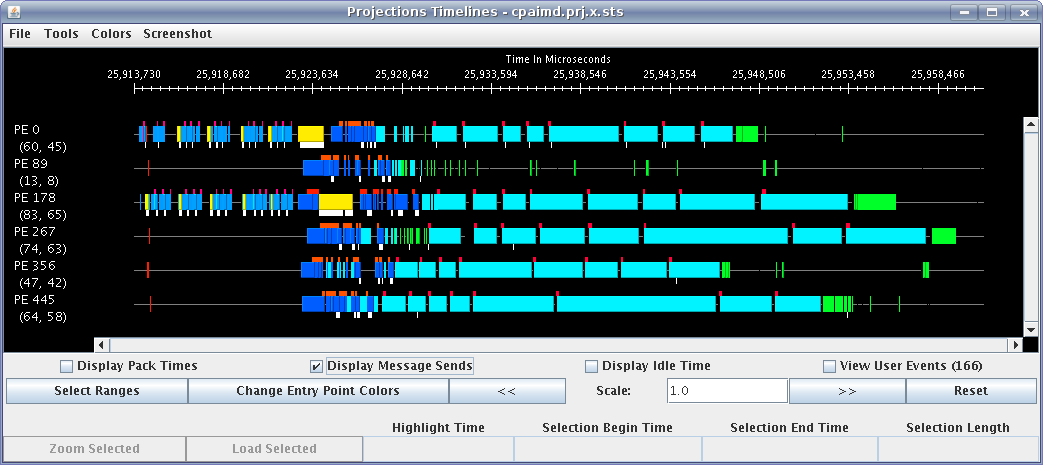 Projections Timelines - cpaimd.prj.x.sts
File Tools Colors Screenshot
Time In Microseconds
25,913,730 25,918,682 25,923,634 25,928,642 25,933,594 25,938,546 25,943,554 25,948,506 25,953,458 25,958,466
PE 0
(60, 45)
PE 89
(13, 8)
PE 178
(83, 65)
PE 267
(74, 63)
PE 356
(47, 42)
PE 445
(64, 58)
Display Pack Times Display Message Sends Display Idle Time View User Events (166)
Select Ranges Change Entry Point Colors << Scale: 1.0 >> Reset
Highlight Time Selection Begin Time Selection End Time Selection Length
Zoom Selected Load Selected